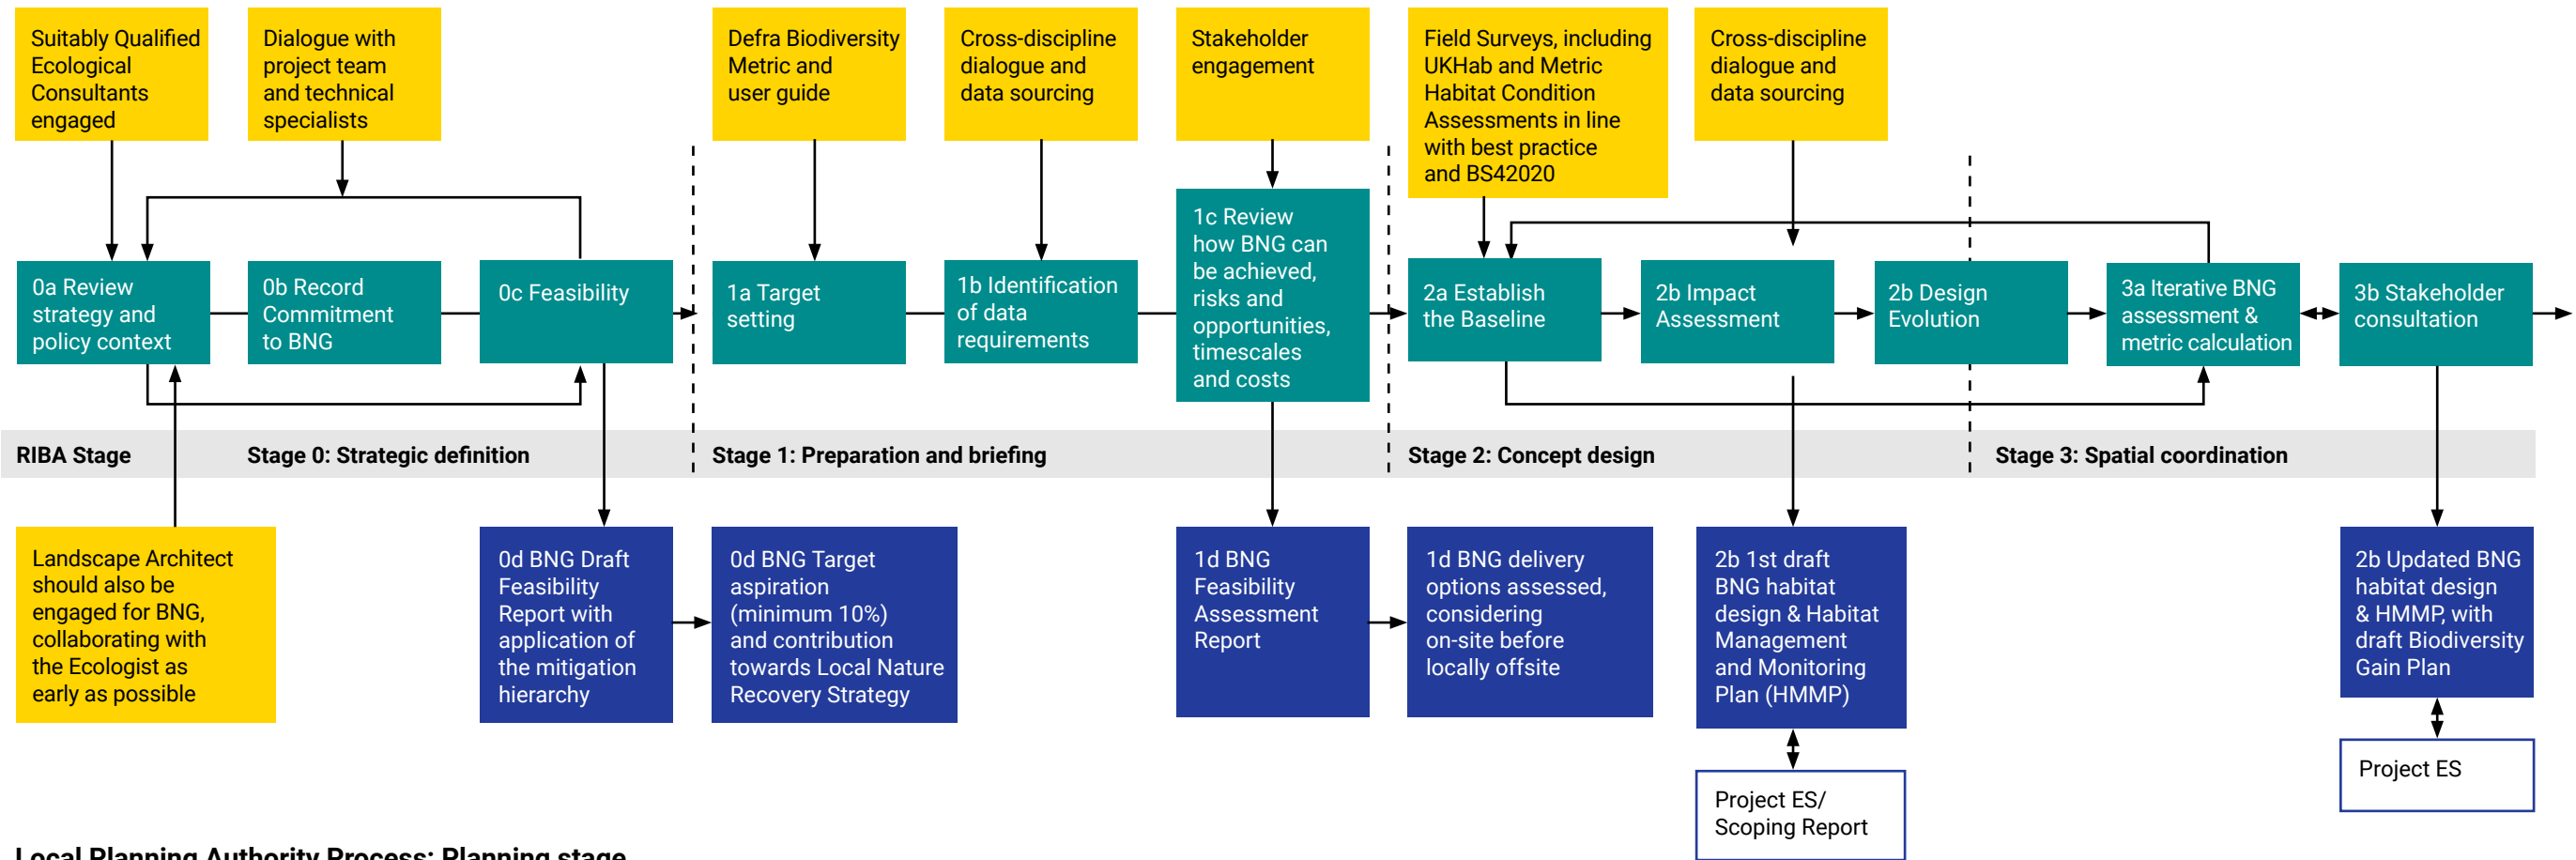 Suitably Qualified
Ecological
Consultants
engaged
Dialogue with
project team
and technical
specialists
Defra Biodiversity
Metric and
user guide
Cross-discipline
dialogue and
data sourcing
Stakeholder
engagement
Field Surveys, including
UKHab and Metric
Habitat Condition
Assessments in line
with best practice
and BS42020
Cross-discipline
dialogue and
data sourcing
0a Review
strategy and
policy context
0b Record
Commitment
to BNG
0c Feasibility
1a Target
setting
1b Identification
of data
requirements
1c Review
how BNG can
be achieved,
risks and
opportunities,
timescales
and costs
2a Establish
the Baseline
2b Impact
Assessment
2b Design
Evolution
3a Iterative BNG
assessment &
metric calculation
3b Stakeholder
consultation
RIBA Stage
Stage 0: Strategic definition
Stage 1: Preparation and briefing
Stage 2: Concept design
Stage 3: Spatial coordination
Landscape Architect
should also be
engaged for BNG,
collaborating with
the Ecologist as
early as possible
0d BNG Draft
Feasibility
Report with
application of
the mitigation
hierarchy
0d BNG Target
aspiration
(minimum 10%)
and contribution
towards Local Nature
Recovery Strategy
1d BNG
Feasibility
Assessment
Report
1d BNG delivery
options assessed,
considering
on-site before
locally offsite
2b 1st draft
BNG habitat
design & Habitat
Management
and Monitoring
Plan (HMMP)
2b Updated BNG
habitat design
& HMMP, with
draft Biodiversity
Gain Plan
Project ES/
Scoping Report
Project ES
Local Planning Authority Process: Planning stage